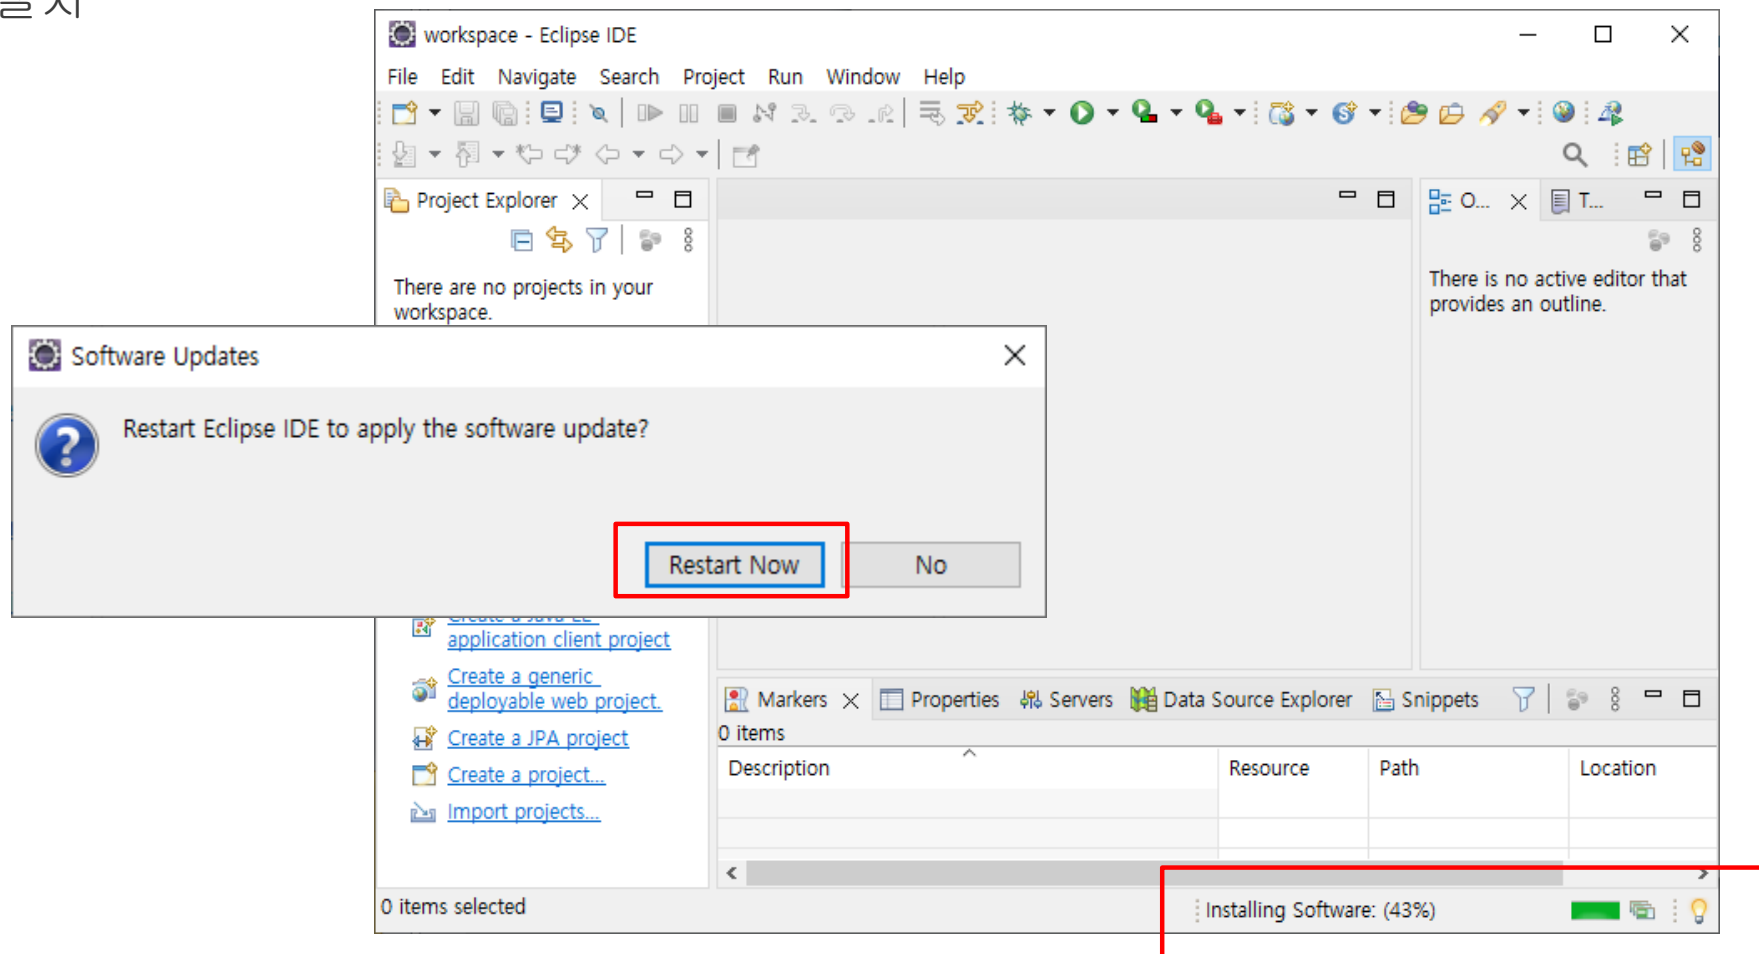 workspace - Eclipse IDE
File Edit Navigate Search Project Run Window Help
Project Explorer
There are no projects in your
workspace.
O...
T...
There is no active editor that
provides an outline.
Software Updates
Restart Eclipse IDE to apply the software update?
Restart Now
No
application client project
Create a generic
deployable web project.
Create a JPA project
Create a project...
Import projects...
Markers Properties Servers Data Source Explorer Snippets
0 items
Description Resource Path Location
0 items selected
Installing Software: (43%)